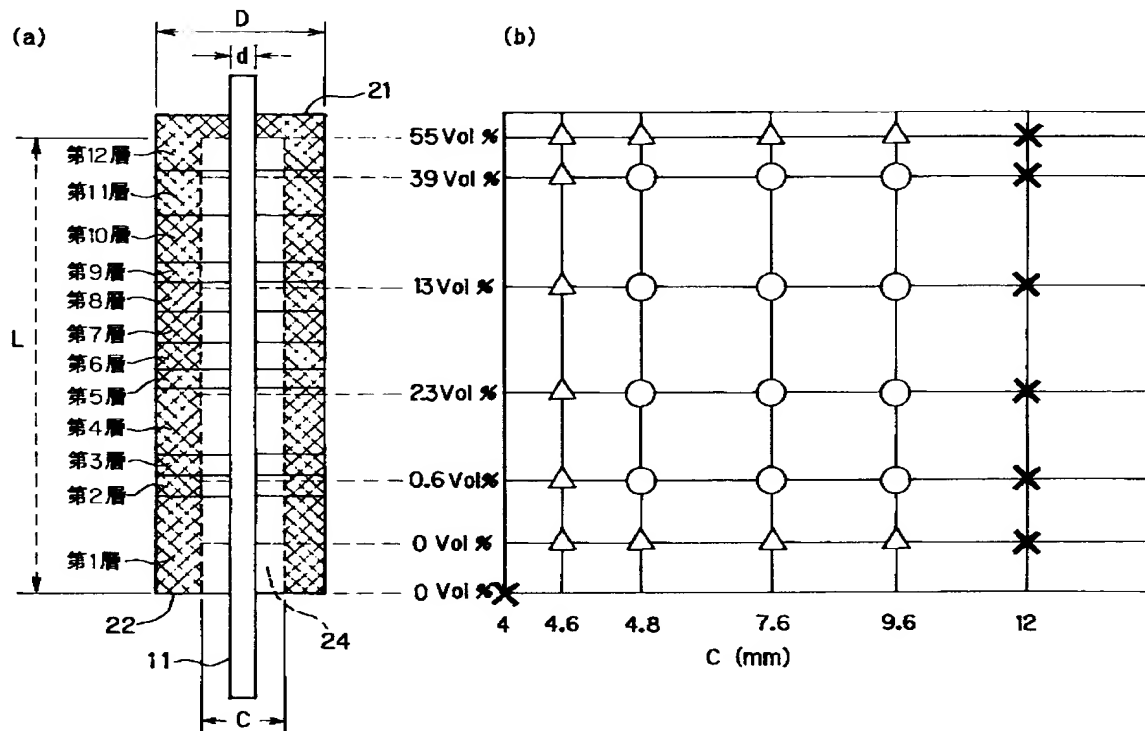 (a)
D
d
21
第12層
第11層
第10層
第9層
第8層
第7層
第6層
第5層
第4層
第3層
第2層
第1層
L
22
11
24
C
(b)
55 Vol %
39 Vol %
13 Vol %
2.3 Vol %
0.6 Vol%
0 Vol %
0 Vol %
4 4.6 4.8 7.6 9.6 12
C (mm)